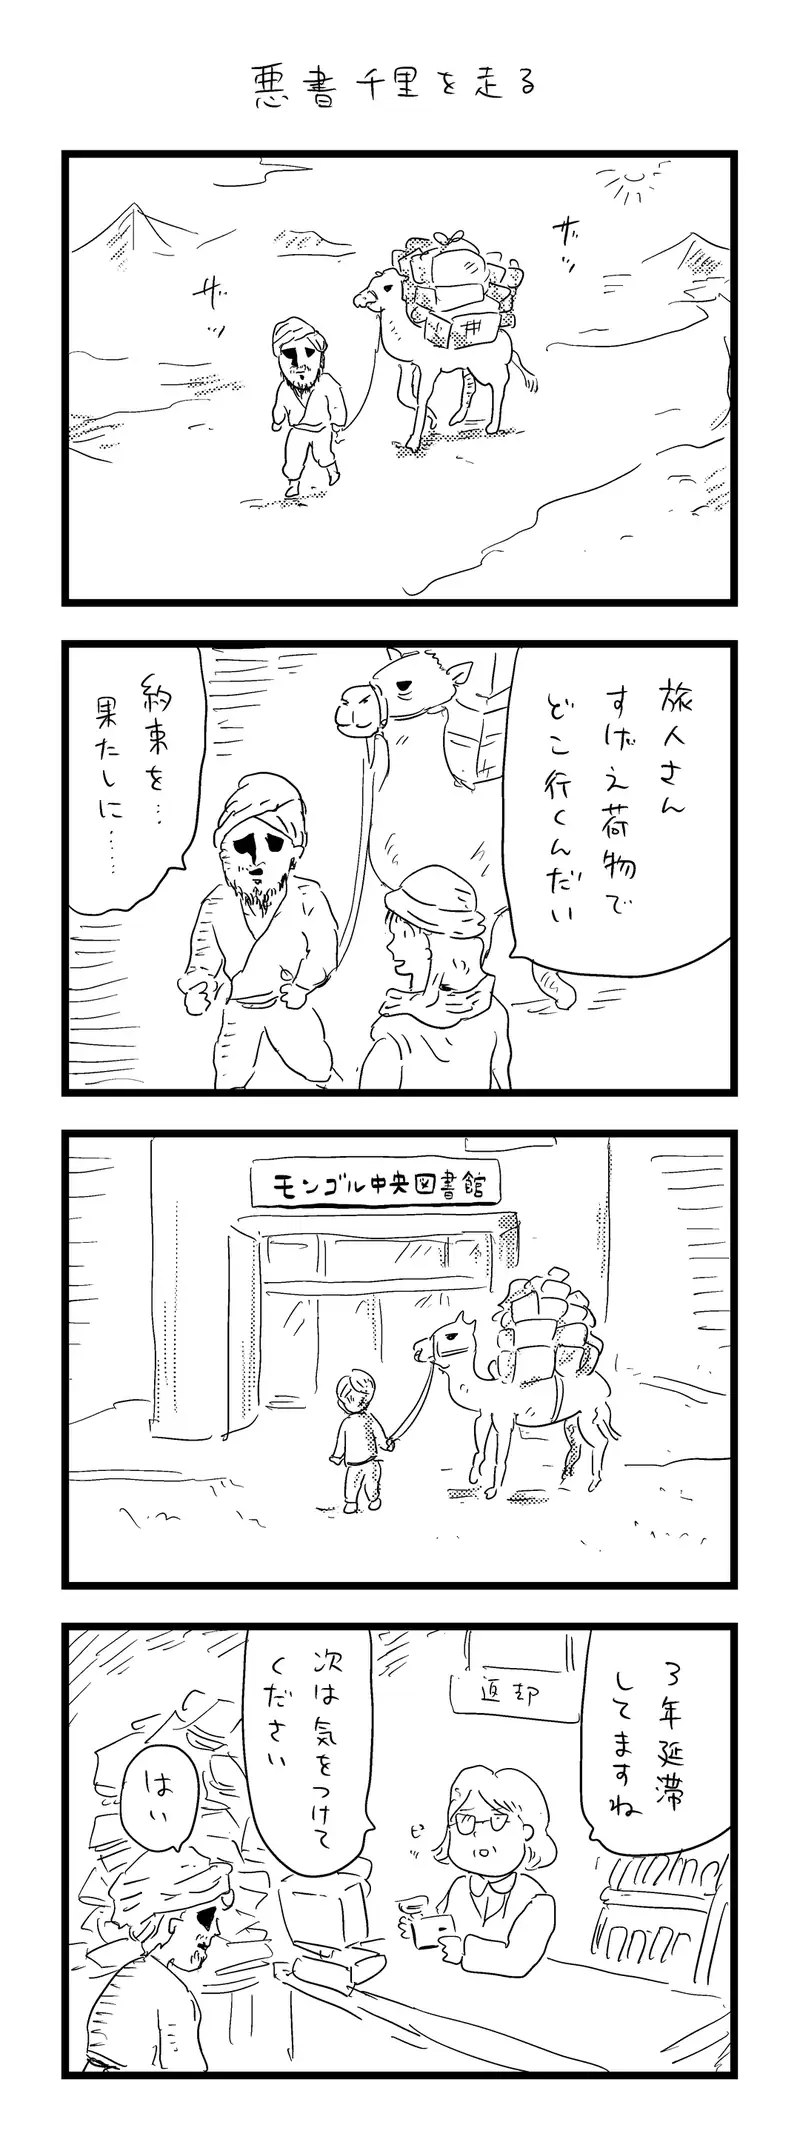 悪書千里を走る
ザッ
ザッ
旅人さん
すげえ荷物で
どこ行くんだい
約束を…
果たしに……
モンゴル中央図書館
3年延滞
してますね
返却
ピ
次は気をつけて
ください
はい